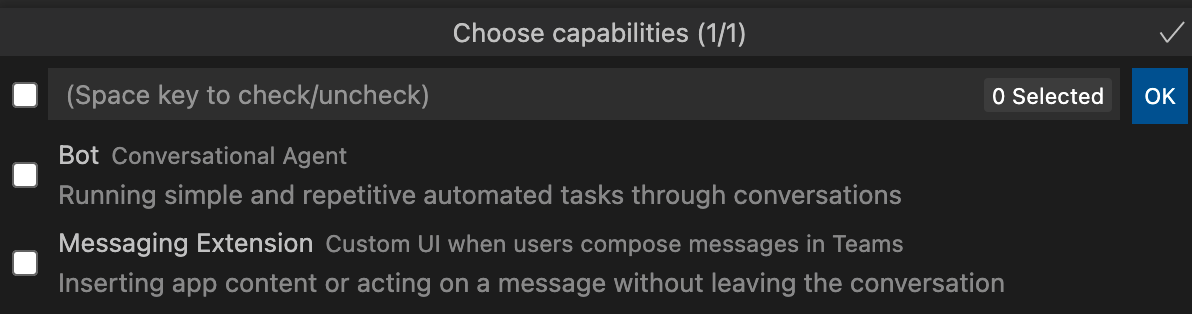 Choose capabilities (1/1)
(Space key to check/uncheck) 0 Selected OK
Bot Conversational Agent
Running simple and repetitive automated tasks through conversations
Messaging Extension Custom UI when users compose messages in Teams
Inserting app content or acting on a message without leaving the conversation